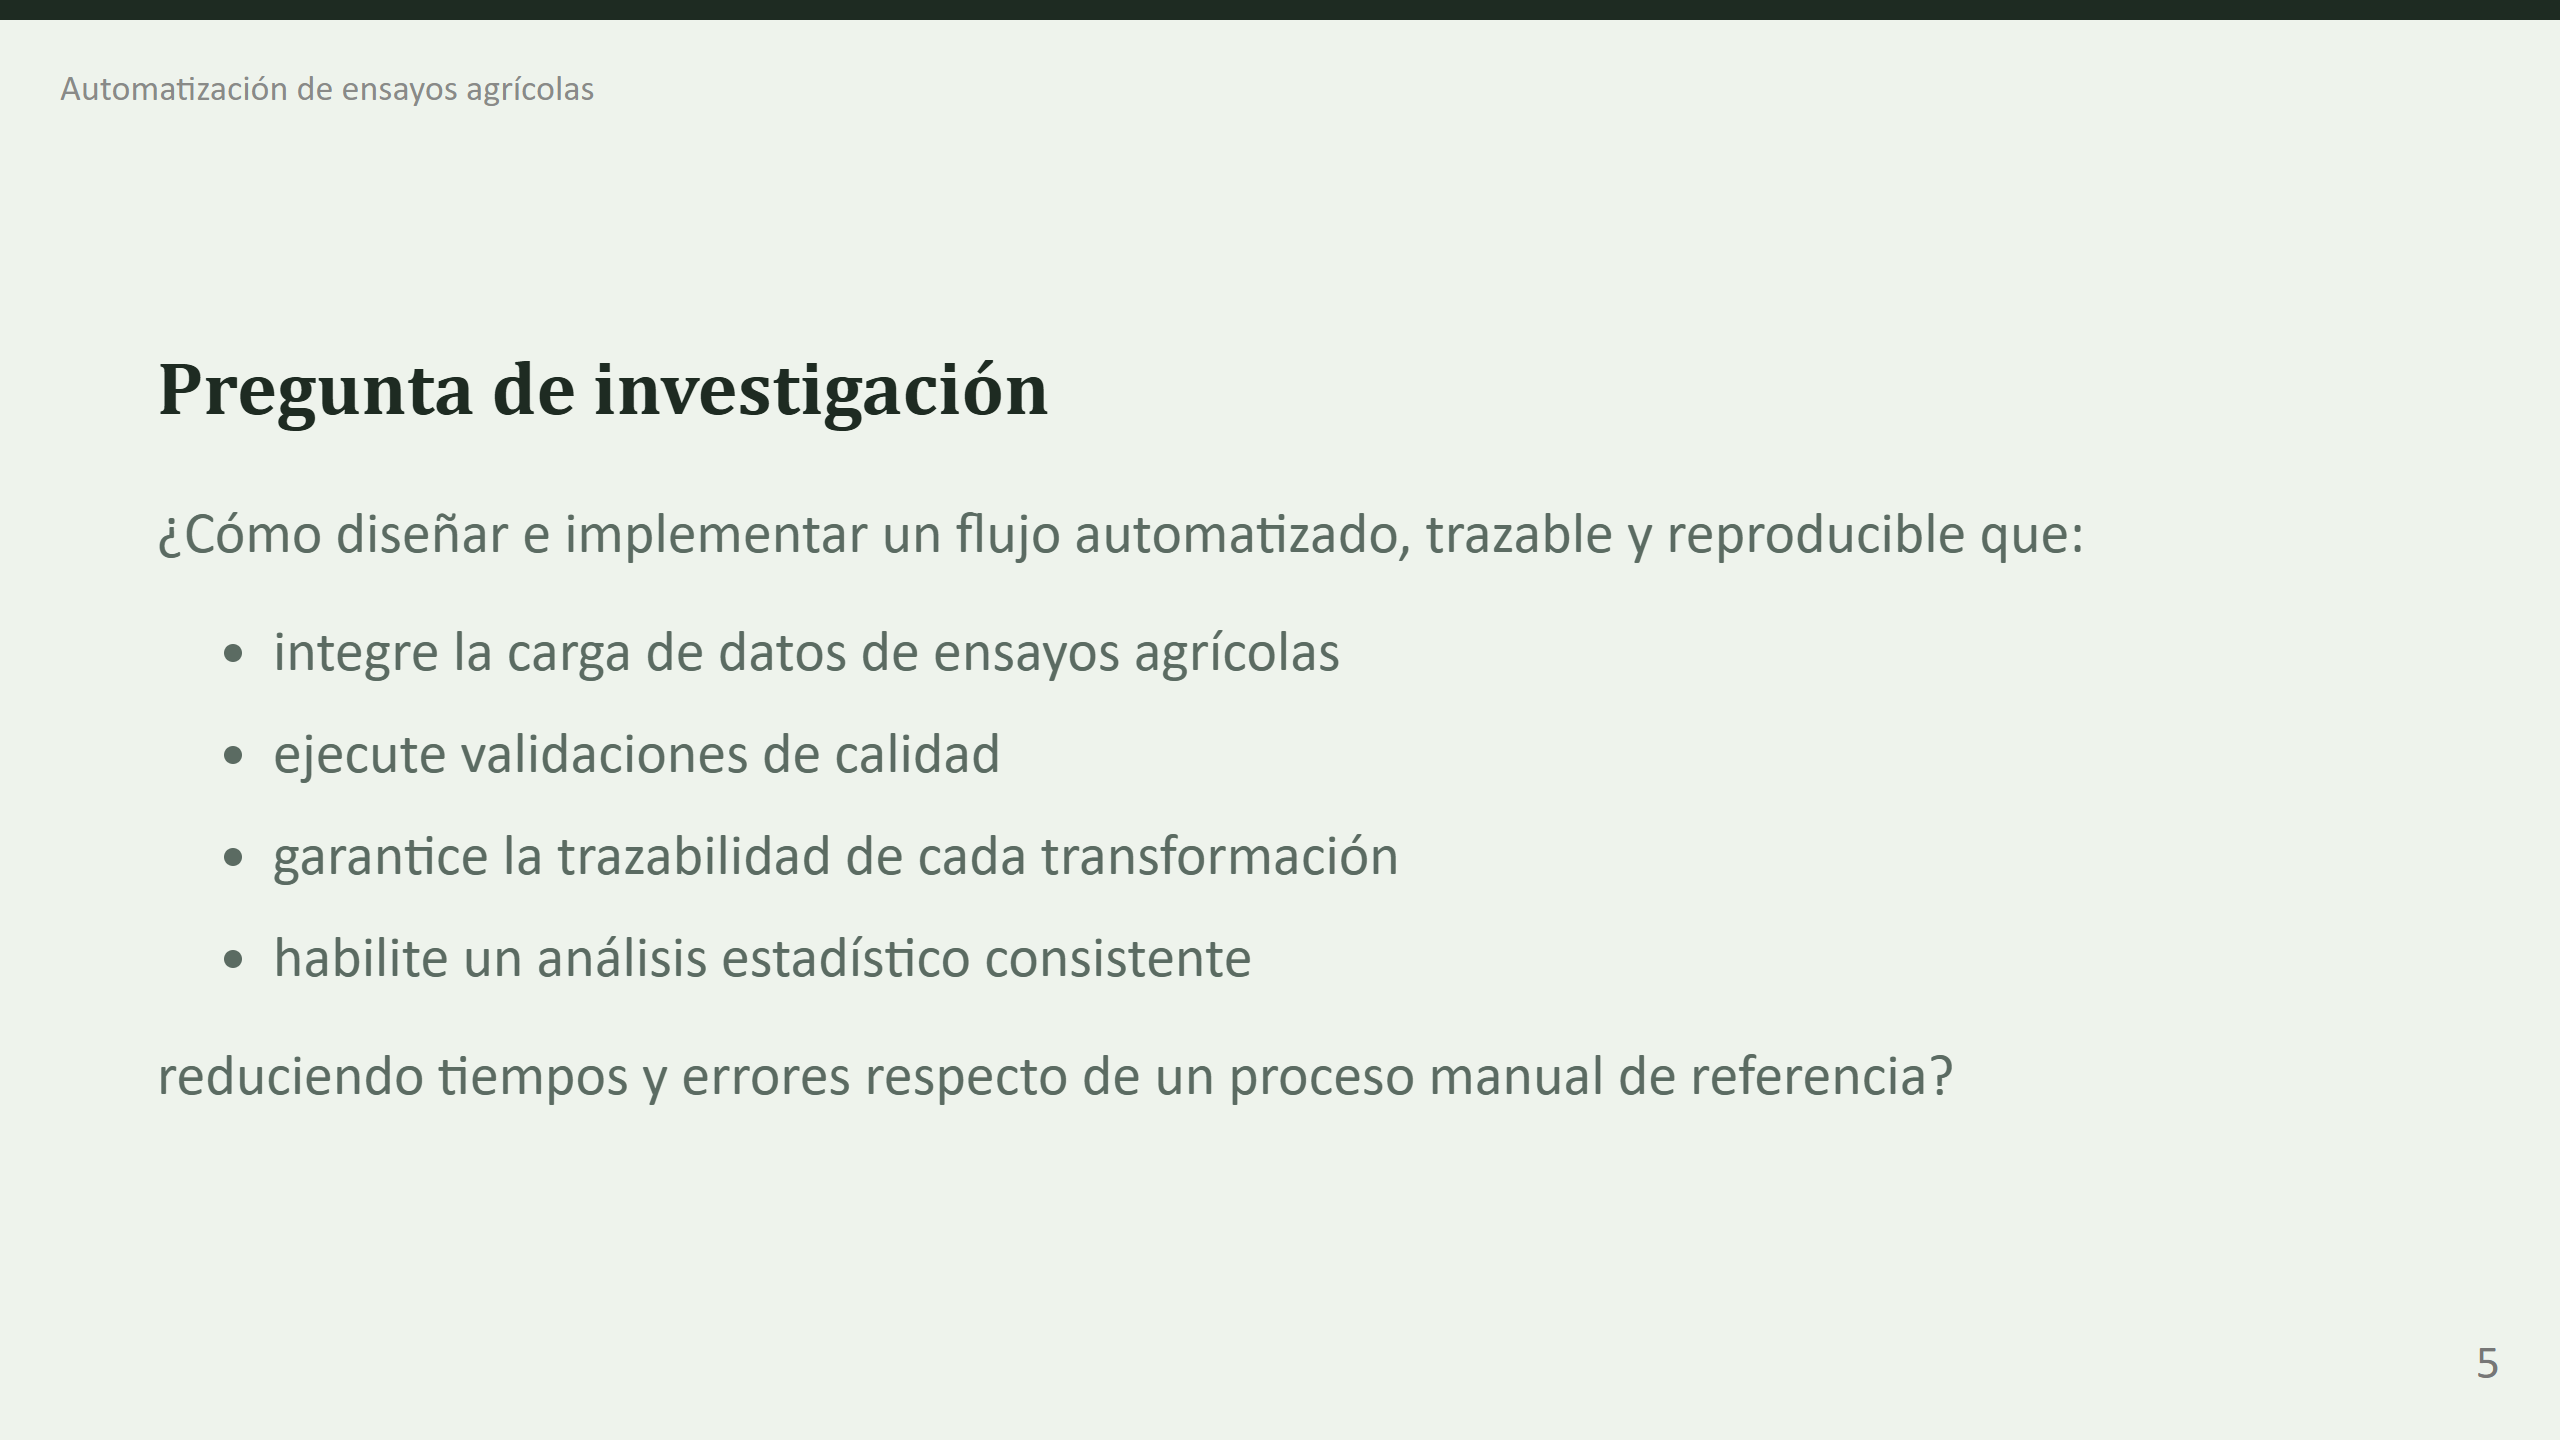 Automatización de ensayos agrícolas
Pregunta de investigación
¿Cómo diseñar e implementar un flujo automatizado, trazable y reproducible que:
• integre la carga de datos de ensayos agrícolas
• ejecute validaciones de calidad
• garantice la trazabilidad de cada transformación
• habilite un análisis estadístico consistente
reduciendo tiempos y errores respecto de un proceso manual de referencia?
5